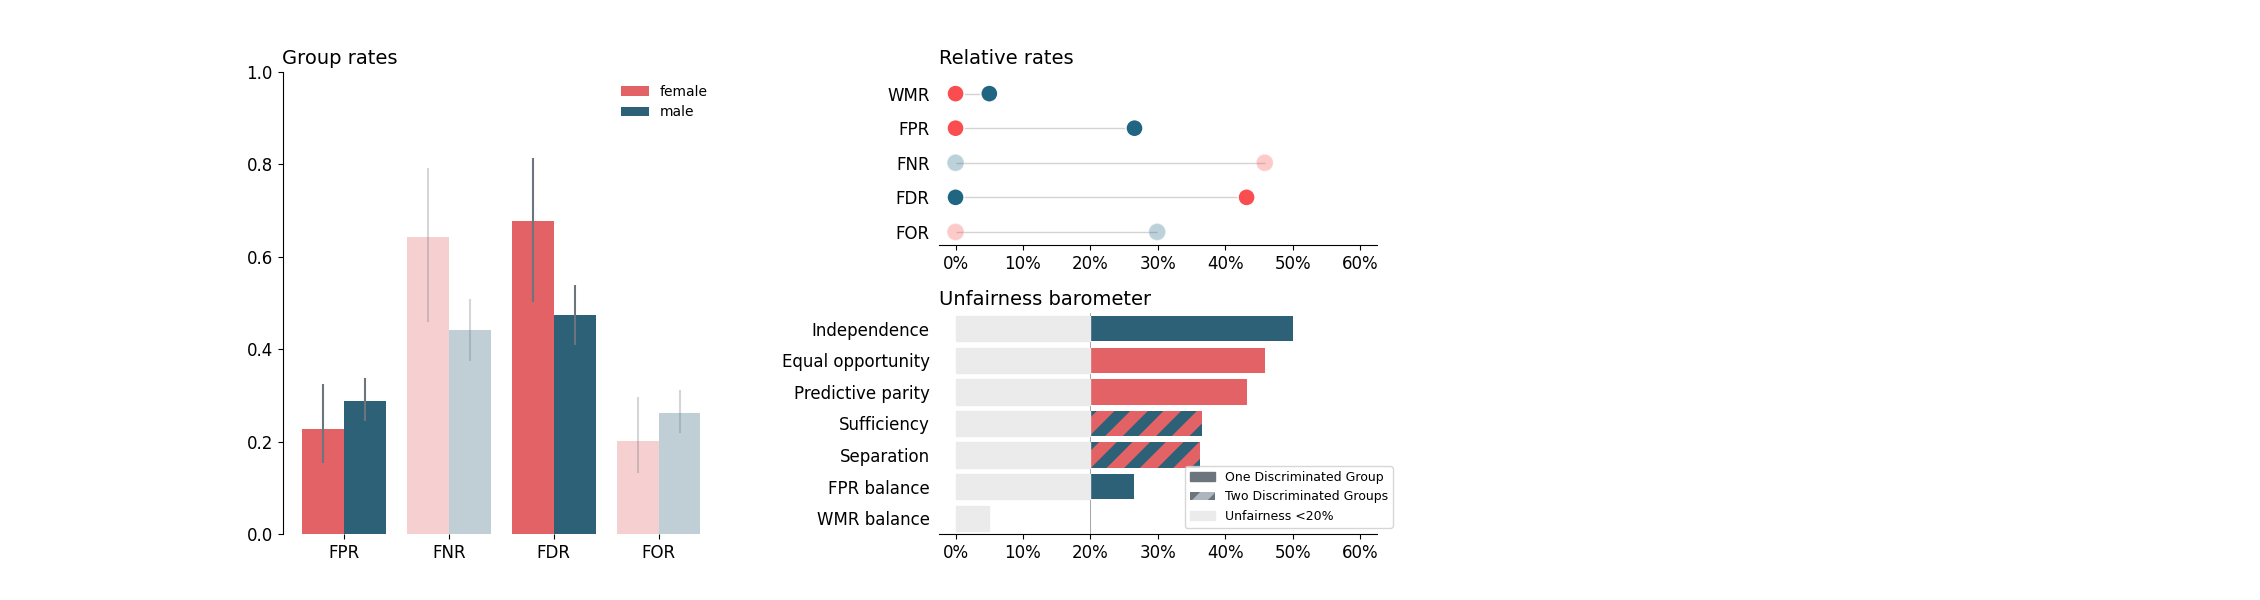 Group rates
1.0
0.8
0.6
0.4
0.2
0.0
female
male
FPR FNR FDR FOR
Relative rates
WMR
FPR
FNR
FDR
FOR
0% 10% 20% 30% 40% 50% 60%
Unfairness barometer
Independence
Equal opportunity
Predictive parity
Sufficiency
Separation
FPR balance
WMR balance
One Discriminated Group
Two Discriminated Groups
Unfairness <20%
0% 10% 20% 30% 40% 50% 60%